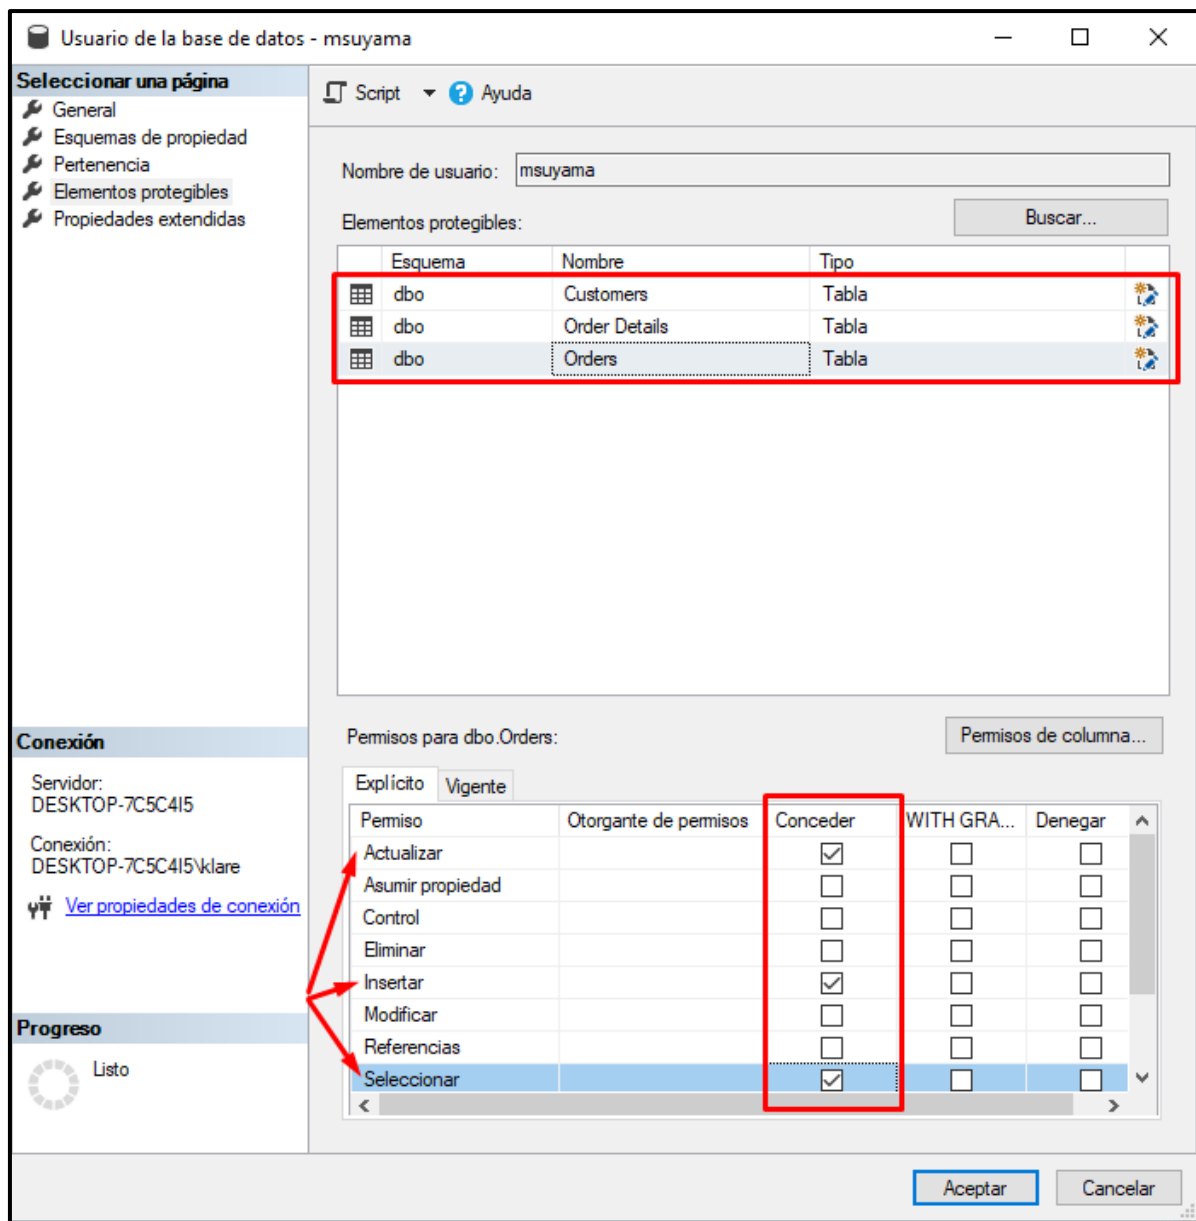 Usuario de la base de datos - msuyama
Seleccionar una página
General
Esquemas de propiedad
Pertenencia
Elementos protegibles
Propiedades extendidas
Script
Ayuda
Nombre de usuario: msuyama
Elementos protegibles:
Buscar...
Esquema Nombre Tipo
dbo Customers Tabla
dbo Order Details Tabla
dbo Orders Tabla
Conexión
Servidor:
DESKTOP-7C5C4I5
Conexión:
DESKTOP-7C5C4I5\klare
Ver propiedades de conexión
Progreso
Listo
Permisos para dbo.Orders:
Permisos de columna...
Explícito Vigente
Permiso Otorgante de permisos Conceder WITH GRA... Denegar
Actualizar
Asumir propiedad
Control
Eliminar
Insertar
Modificar
Referencias
Seleccionar
Aceptar Cancelar